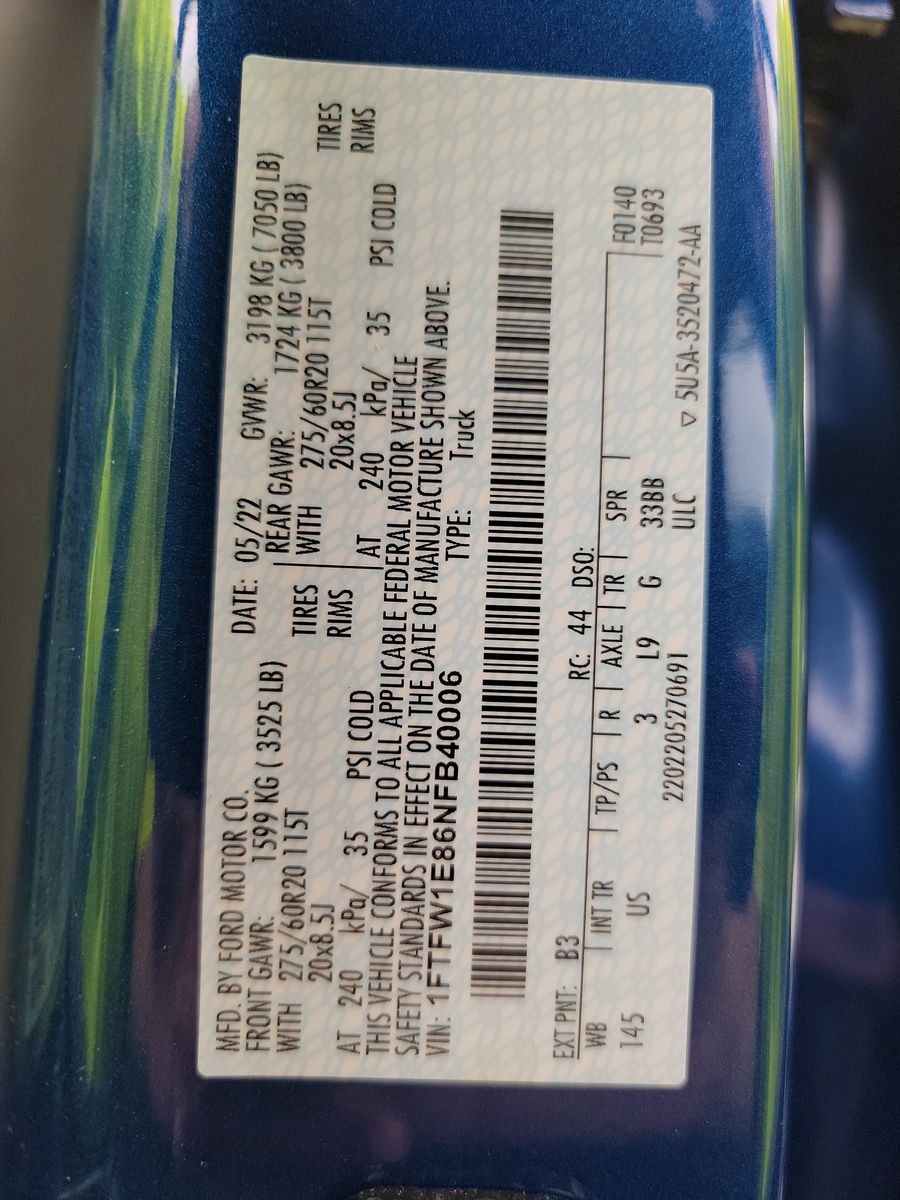 MFD. BY FORD MOTOR CO.
DATE: 05/22 GVWR: 3198 KG ( 7050 LB)
FRONT GAWR: 1599 KG ( 3525 LB) REAR GAWR: 1724 KG ( 3800 LB)
WITH 275/60R20 115T TIRES WITH 275/60R20 115T TIRES
20x8.5J RIMS 20x8.5J RIMS
AT 240 kPa/ 35 PSI COLD AT 240 kPa/ 35 PSI COLD
THIS VEHICLE CONFORMS TO ALL APPLICABLE FEDERAL MOTOR VEHICLE
SAFETY STANDARDS IN EFFECT ON THE DATE OF MANUFACTURE SHOWN ABOVE.
VIN: 1FTFW1E86NFB40006 TYPE: Truck
EXT PNT: B3 RC: 44 DSO:
WB INT TR TP/PS R AXLE TR SPR F0140
145 US 3 L9 G 33BB T0693
2202205270691 ULC ▽ 5U5A-3520472-AA